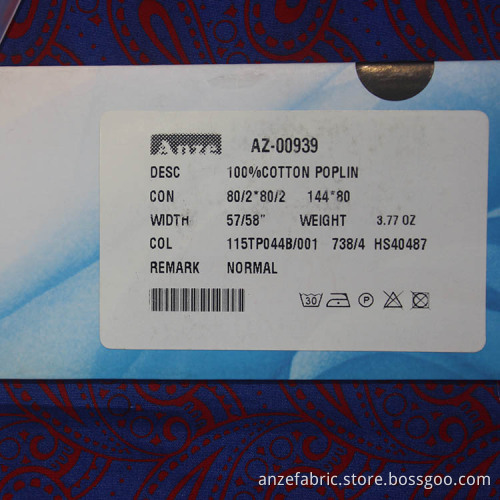 Anze AZ-00939
DESC 100%COTTON POPLIN
CON 80/2*80/2 144*80
WIDTH 57/58" WEIGHT 3.77 OZ
COL 115TP044B/001 738/4 HS40487
REMARK NORMAL
30 P
anzefabric.store.bossgoo.com